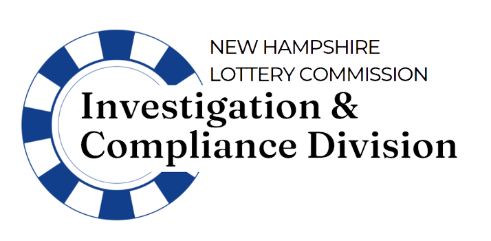 NEW HAMPSHIRE
LOTTERY COMMISSION
Investigation &
Compliance Division